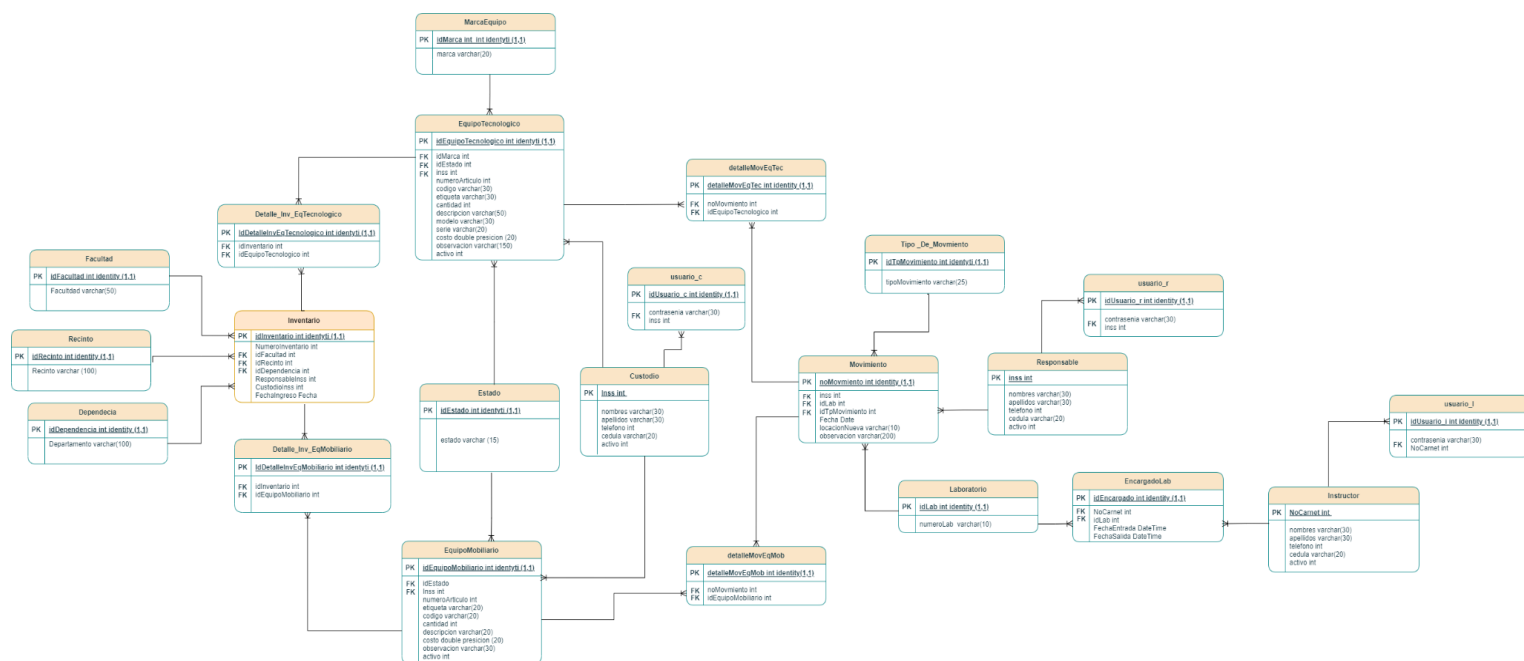 MarcaEquipo
PK idMarca int int identyti (1,1)
marca varchar(20)
EquipoTecnologico
PK idEquipoTecnologico int identyti (1,1)
FK idMarca int
FK idEstado int
FK Inss int
numeroArticulo int
codigo varchar(30)
etiqueta varchar(30)
cantidad int
descripcion varchar(50)
modelo varchar(30)
serie varchar(20)
costo double presicion (20)
observacion varchar(150)
activo int
detalleMovEqTec
PK detalleMovEqTec int identity (1,1)
FK noMovmiento int
FK idEquipoTecnologico int
Detalle_Inv_EqTecnologico
PK IdDetalleInvEqTecnologico int identyti (1,1)
FK idinventario int
FK idEquipoTecnologico int
Tipo _De_Movmiento
PK idTpMovimiento int identyti (1,1)
tipoMovimiento varchar(25)
Facultad
PK idFacultad int identity (1,1)
Facultdad varchar(50)
usuario_c
PK idUsuario_c int identity (1,1)
contrasenia varchar(30)
FK inss int
usuario_r
PK idUsuario_r int identity (1,1)
contrasenia varchar(30)
FK inss int
Inventario
PK idInventario int identyti (1,1)
NumeroInventario int
FK idFacultad int
FK idRecinto int
FK idDependencia int
ResponsableInss int
CustodioInss int
FechaIngreso Fecha
Recinto
PK idRecinto int identity (1,1)
Recinto varchar (100)
Movimiento
PK noMovmiento int identity (1,1)
FK inss int
FK idLab int
FK idTpMovimiento int
Fecha Date
locacionNueva varchar(10)
observacion varchar(200)
Responsable
PK inss int
nombres varchar(30)
apellidos varchar(30)
telefono int
cedula varchar(20)
activo int
Custodio
PK Inss int
nombres varchar(30)
apellidos varchar(30)
telefono int
cedula varchar(20)
activo int
Estado
PK idEstado int identyti (1,1)
estado varchar (15)
Dependecia
PK idDependencia int identity (1,1)
Departamento varchar(100)
usuario_I
PK idUsuario_i int identity (1,1)
contrasenia varchar(30)
FK NoCarnet int
Detalle_Inv_EqMobiliario
PK IdDetalleInvEqMobiliario int identyti (1,1)
FK idInventario int
FK idEquipoMobiliario int
Laboratorio
PK idLab int identity (1,1)
numeroLab varchar(10)
EncargadoLab
PK idEncargado int identity (1,1)
FK NoCarnet int
FK idLab int
FechaEntreda DateTime
FechaSalida DateTime
Instructor
PK NoCarnet int
nombres varchar(30)
apellidos varchar(30)
telefono int
cedula varchar(20)
activo int
EquipoMobiliario
PK idEquipoMobiliario int identyti (1,1)
FK idEstado
FK Inss int
numeroArticulo int
etiqueta varchar(20)
codigo varchar(20)
cantidad int
descripcion varchar(20)
costo double presicion (20)
observacion varchar(30)
activo int
detalleMovEqMob
PK detalleMovEqMob int identity(1,1)
FK noMovmiento int
FK idEquipoMobiliario int